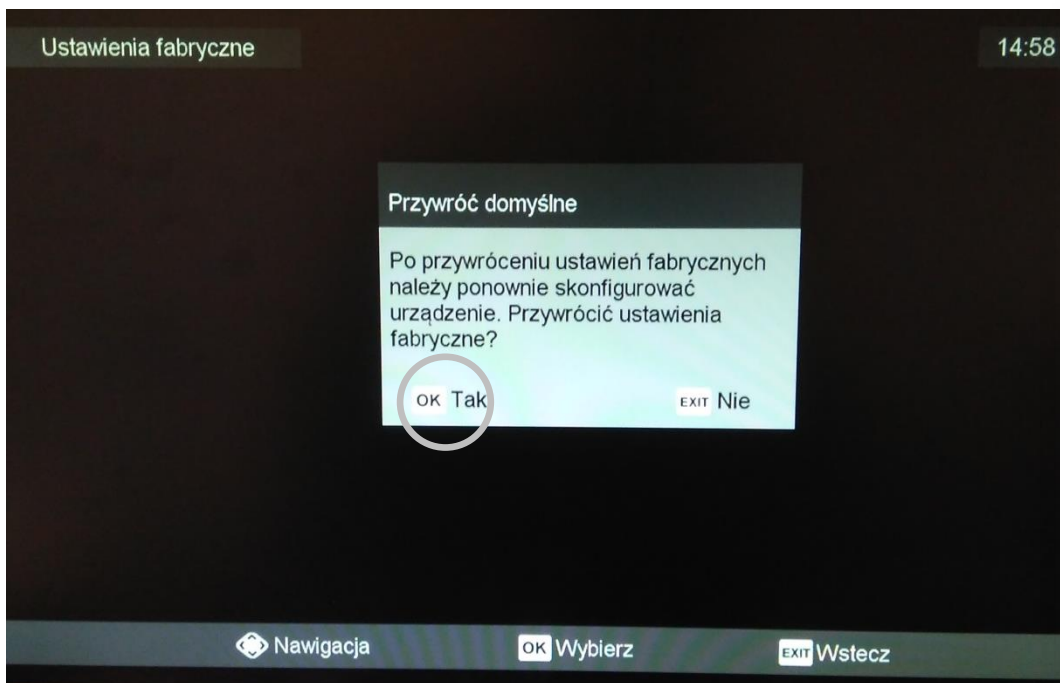 Ustawienia fabryczne
14:58
Przywróć domyślne
Po przywróceniu ustawień fabrycznych
należy ponownie skonfigurować
urządzenie. Przywrócić ustawienia
fabryczne?
OK Tak
EXIT Nie
Nawigacja
OK Wybierz
EXIT Wstecz